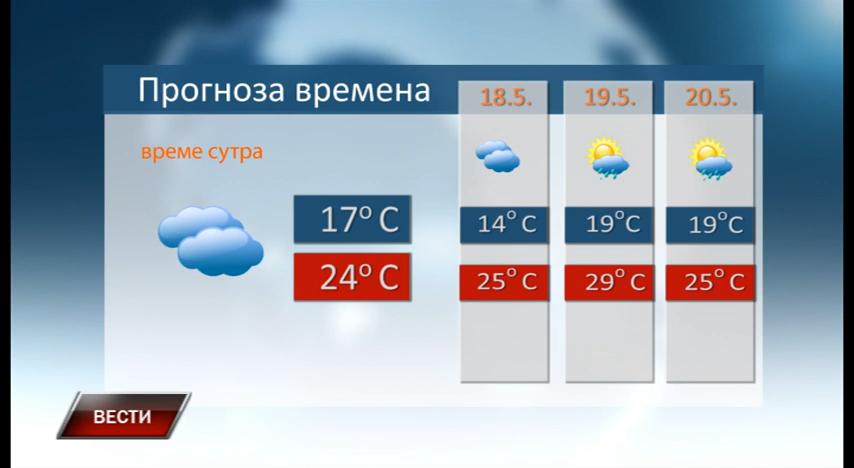 Прогноза времена
време сутра
17° C
24° C
18.5.
14° C
25° C
19.5.
19°C
29° C
20.5.
19°C
25° C
ВЕСТИ